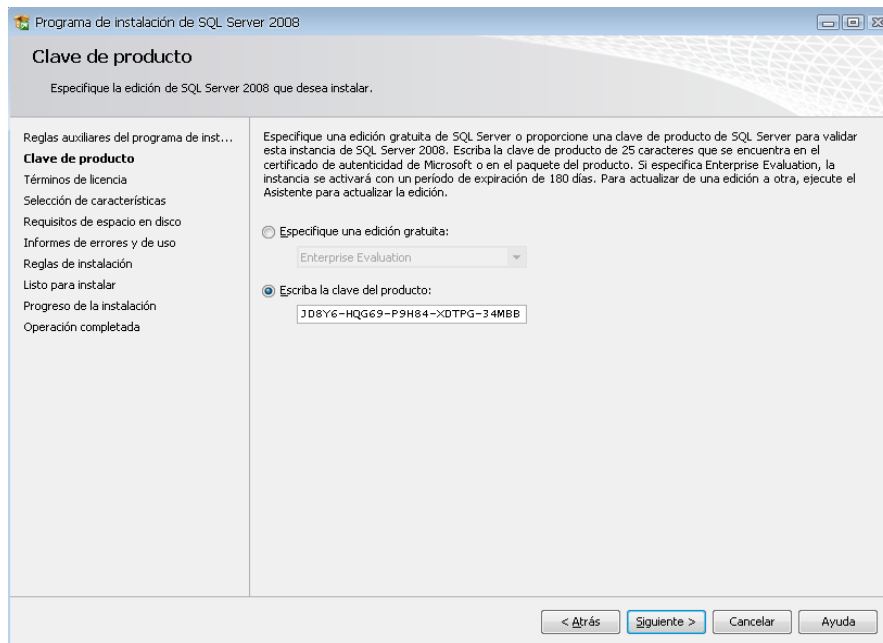 Programa de instalación de SQL Server 2008
Clave de producto
Especifique la edición de SQL Server 2008 que desea instalar.
Reglas auxiliares del programa de inst...
Clave de producto
Términos de licencia
Selección de características
Requisitos de espacio en disco
Informes de errores y de uso
Reglas de instalación
Listo para instalar
Progreso de la instalación
Operación completada
Especifique una edición gratuita de SQL Server o proporcione una clave de producto de SQL Server para validar
esta instancia de SQL Server 2008. Escriba la clave de producto de 25 caracteres que se encuentra en el
certificado de autenticidad de Microsoft o en el paquete del producto. Si especifica Enterprise Evaluation, la
instancia se activará con un período de expiración de 180 días. Para actualizar de una edición a otra, ejecute el
Asistente para actualizar la edición.
Especifique una edición gratuita:
Enterprise Evaluation
Escriba la clave del producto:
JD8Y6-HQG69-P9H84-XDTPG-34MBB
< Atrás
Siguiente >
Cancelar
Ayuda